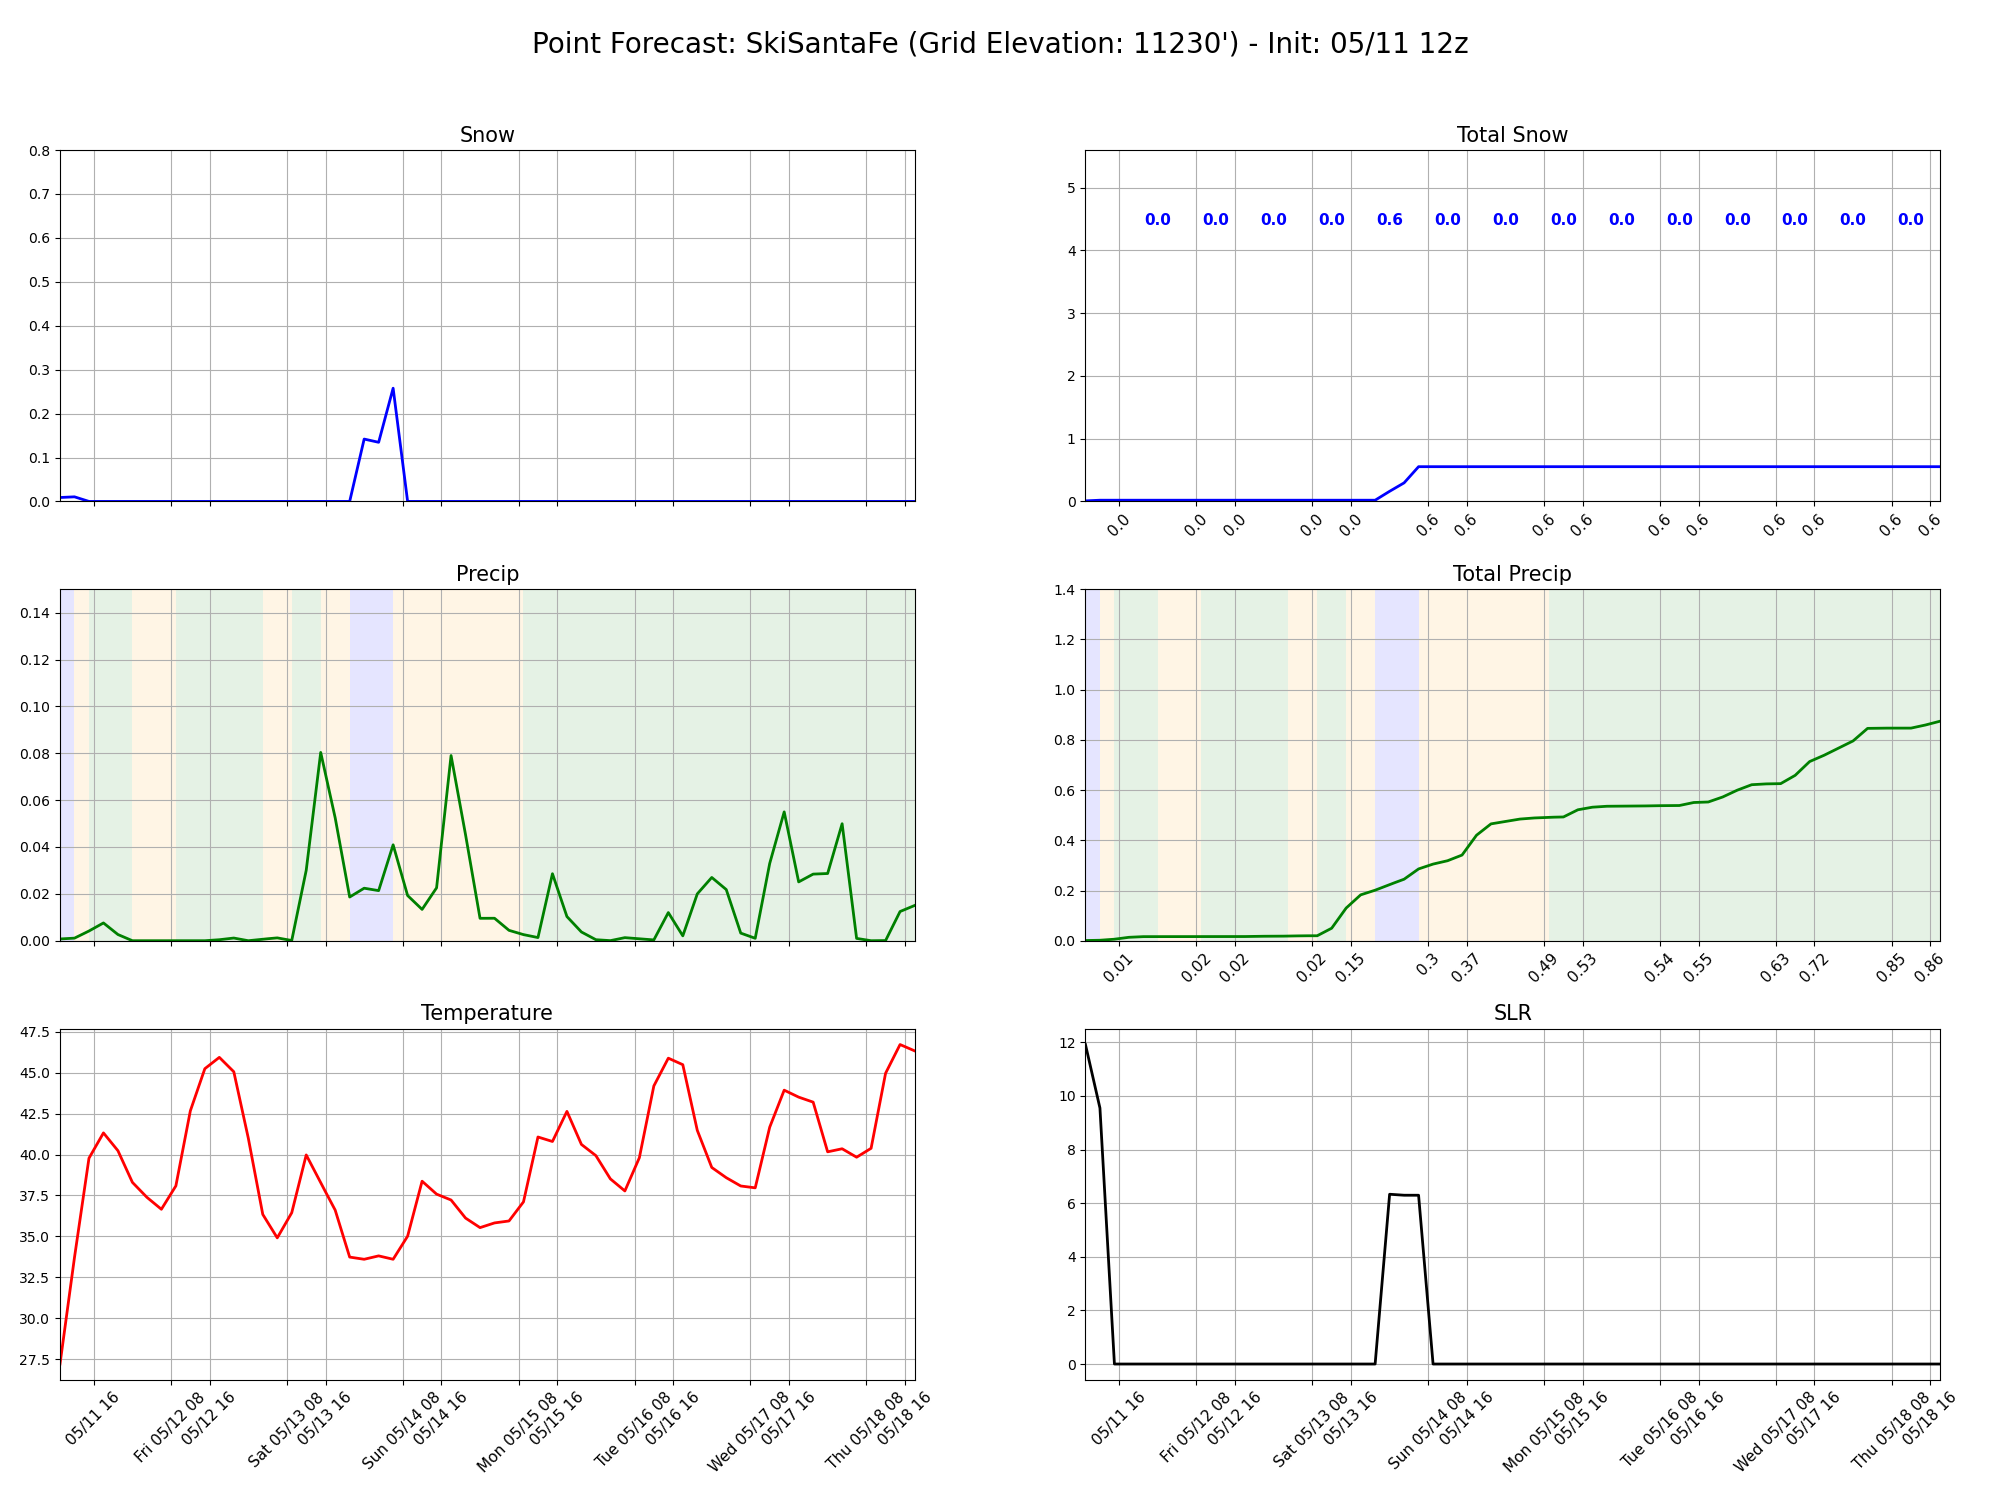 Point Forecast: SkiSantaFe (Grid Elevation: 11230') - Init: 05/11 12z
Snow
0.8
0.7
0.6
0.5
0.4
0.3
0.2
0.1
0.0
Total Snow
5
4
3
2
1
0
0.0 0.0 0.0 0.0 0.6 0.0 0.0 0.0 0.0 0.0 0.0 0.0 0.0 0.0
0.0 0.0 0.0 0.0 0.0 0.6 0.6 0.6 0.6 0.6 0.6 0.6 0.6 0.6 0.6
Precip
0.14
0.12
0.10
0.08
0.06
0.04
0.02
0.00
Total Precip
1.4
1.2
1.0
0.8
0.6
0.4
0.2
0.0
0.01 0.02 0.02 0.02 0.15 0.3 0.37 0.49 0.53 0.54 0.55 0.63 0.72 0.85 0.86
Temperature
47.5
45.0
42.5
40.0
37.5
35.0
32.5
30.0
27.5
05/11 16
Fri 05/12 08
05/12 16
Sat 05/13 08
05/13 16
Sun 05/14 08
05/14 16
Mon 05/15 08
05/15 16
Tue 05/16 08
05/16 16
Wed 05/17 08
05/17 16
Thu 05/18 08
05/18 16
SLR
12
10
8
6
4
2
0
05/11 16
Fri 05/12 08
05/12 16
Sat 05/13 08
05/13 16
Sun 05/14 08
05/14 16
Mon 05/15 08
05/15 16
Tue 05/16 08
05/16 16
Wed 05/17 08
05/17 16
Thu 05/18 08
05/18 16